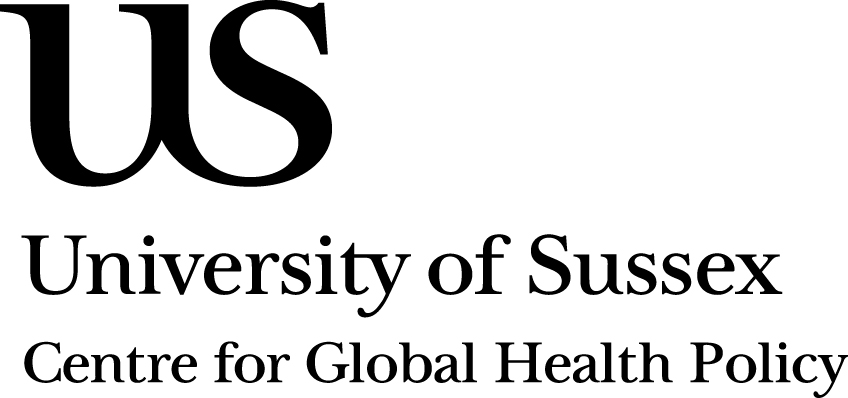 us
University of Sussex
Centre for Global Health Policy